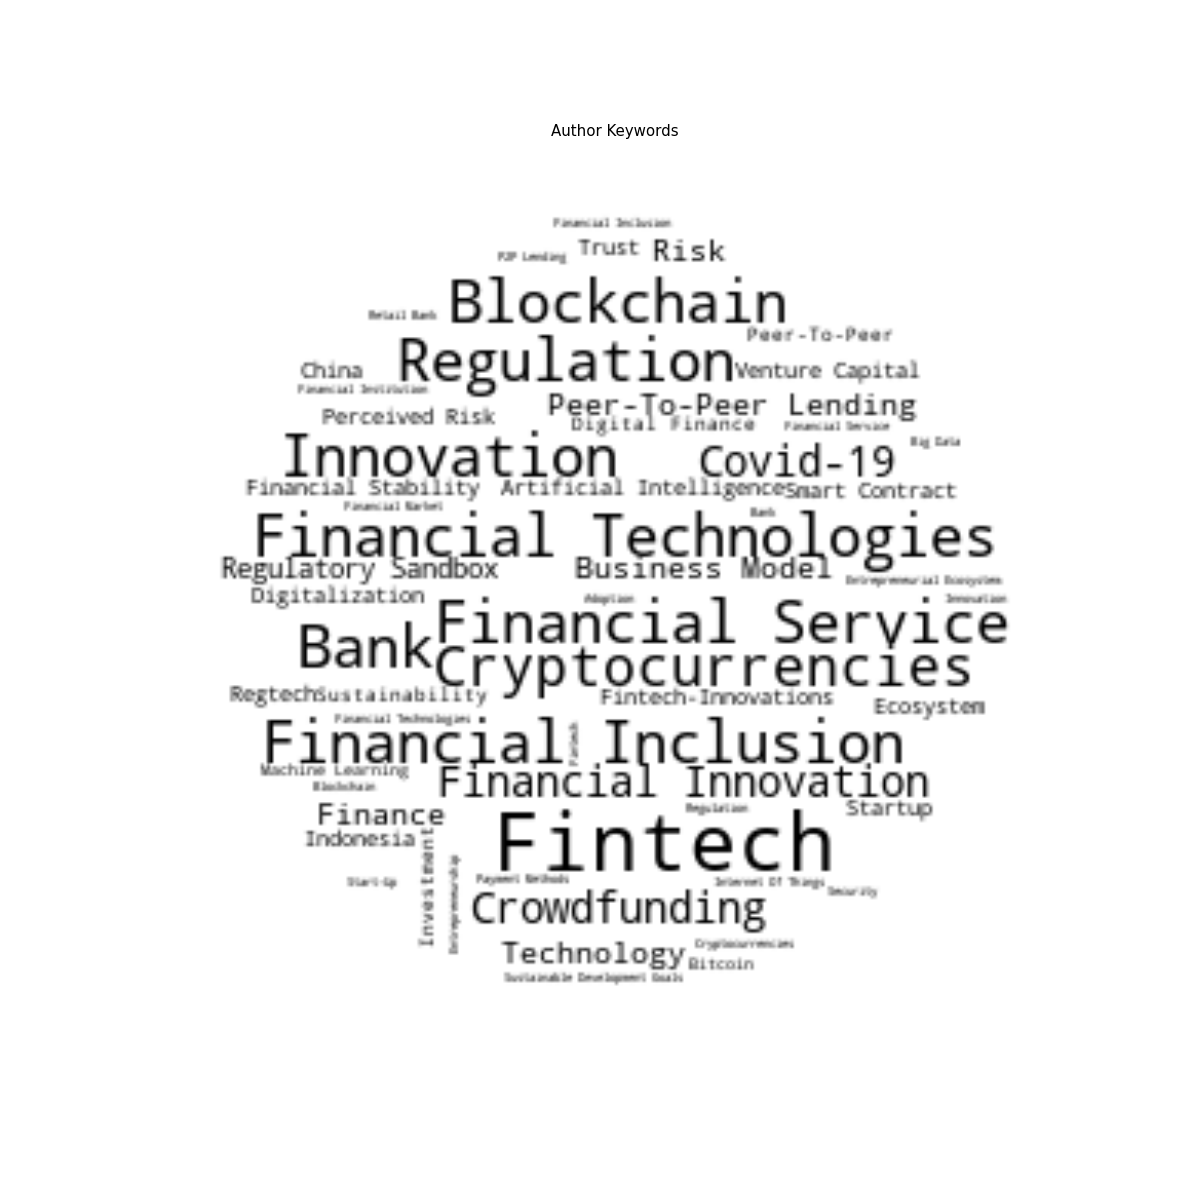 Author Keywords
Financial Inclusion
Trust Risk
P2P Lending
Blockchain
Retail Bank
Peer-To-Peer
Regulation
China
Venture Capital
Financial Institution
Peer-To-Peer Lending
Perceived Risk
Digital Finance
Financial Service
Big Data
Innovation
Covid-19
Financial Stability
Artificial Intelligence
Smart Contract
Financial Market
Bank
Financial Technologies
Regulatory Sandbox
Business Model
Entrepreneurial Ecosystem
Digitalization
Adoption
Innovation
Financial Service
Bank
Cryptocurrencies
Regtech
Sustainability
Fintech-Innovations
Ecosystem
Financial Technologies
Financial Inclusion
Fintech
Machine Learning
Financial Innovation
Blockchain
Regulation
Startup
Finance
Indonesia
Fintech
Investment
Entrepreneurship
Start-Up
Payment Methods
Internet Of Things
Security
Crowdfunding
Technology
Cryptocurrencies
Bitcoin
Sustainable Development Goals